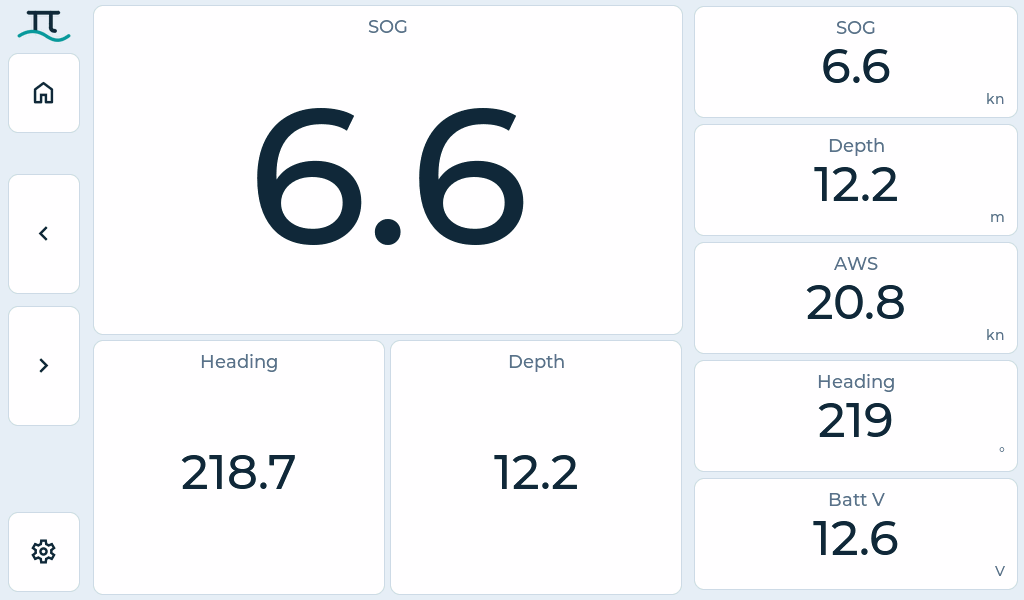 SOG
6.6
Heading
218.7
Depth
12.2
SOG
6.6
kn
Depth
12.2
m
AWS
20.8
kn
Heading
219
°
Batt V
12.6
V